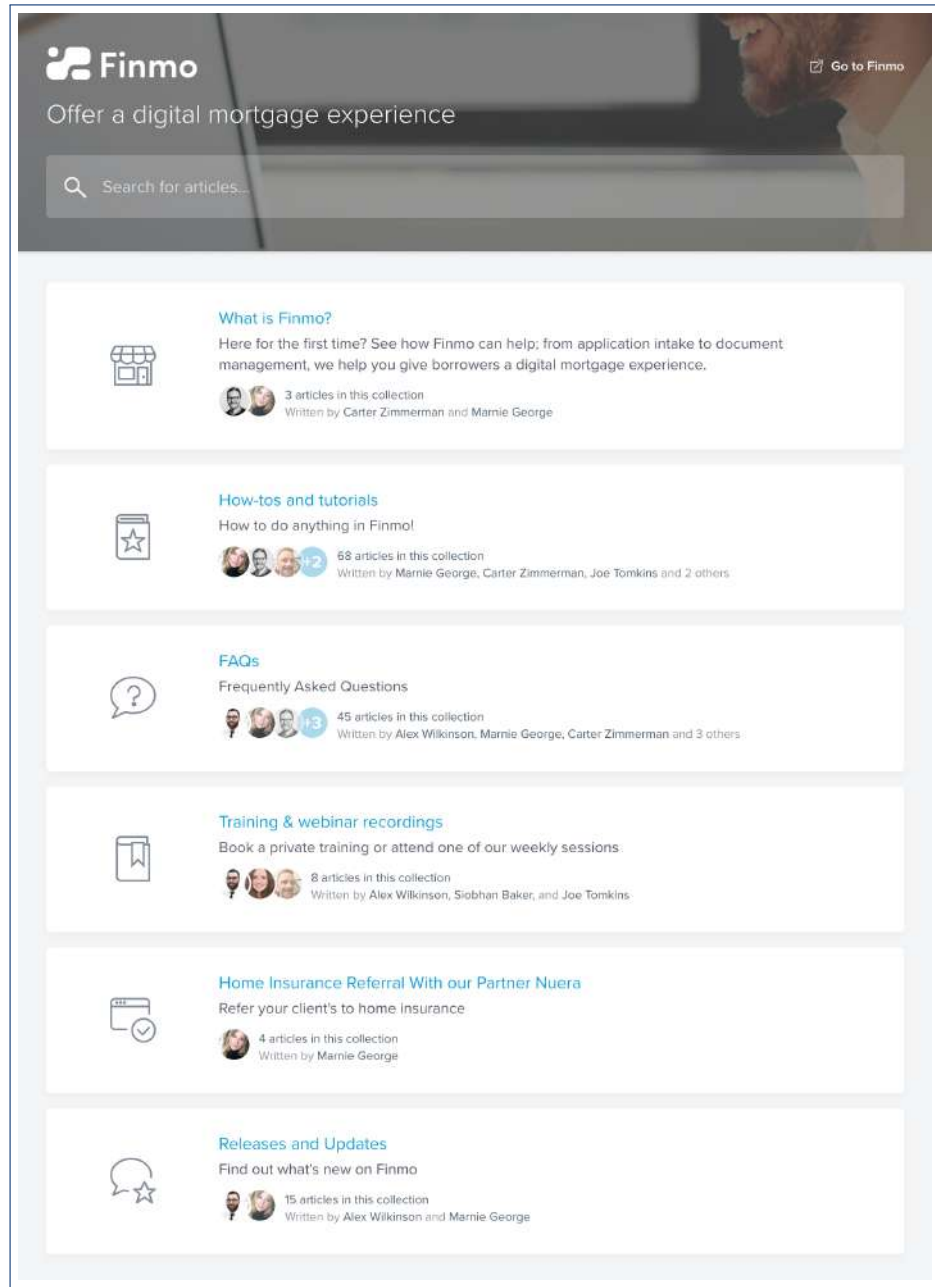 Finmo
Go to Finmo
Offer a digital mortgage experience
Search for articles...
What is Finmo?
Here for the first time? See how Finmo can help; from application intake to document
management, we help you give borrowers a digital mortgage experience.
3 articles in this collection
Written by Carter Zimmerman and Marnie George
How-tos and tutorials
How to do anything in Finmo!
+2
68 articles in this collection
Written by Marnie George, Carter Zimmerman, Joe Tomkins and 2 others
FAQs
Frequently Asked Questions
+3
45 articles in this collection
Written by Alex Wilkinson, Marnie George, Carter Zimmerman and 3 others
Training & webinar recordings
Book a private training or attend one of our weekly sessions
8 articles in this collection
Written by Alex Wilkinson, Siobhan Baker, and Joe Tomkins
Home Insurance Referral With our Partner Nuera
Refer your client's to home insurance
4 articles in this collection
Written by Marnie George
Releases and Updates
Find out what's new on Finmo
15 articles in this collection
Written by Alex Wilkinson and Marnie George